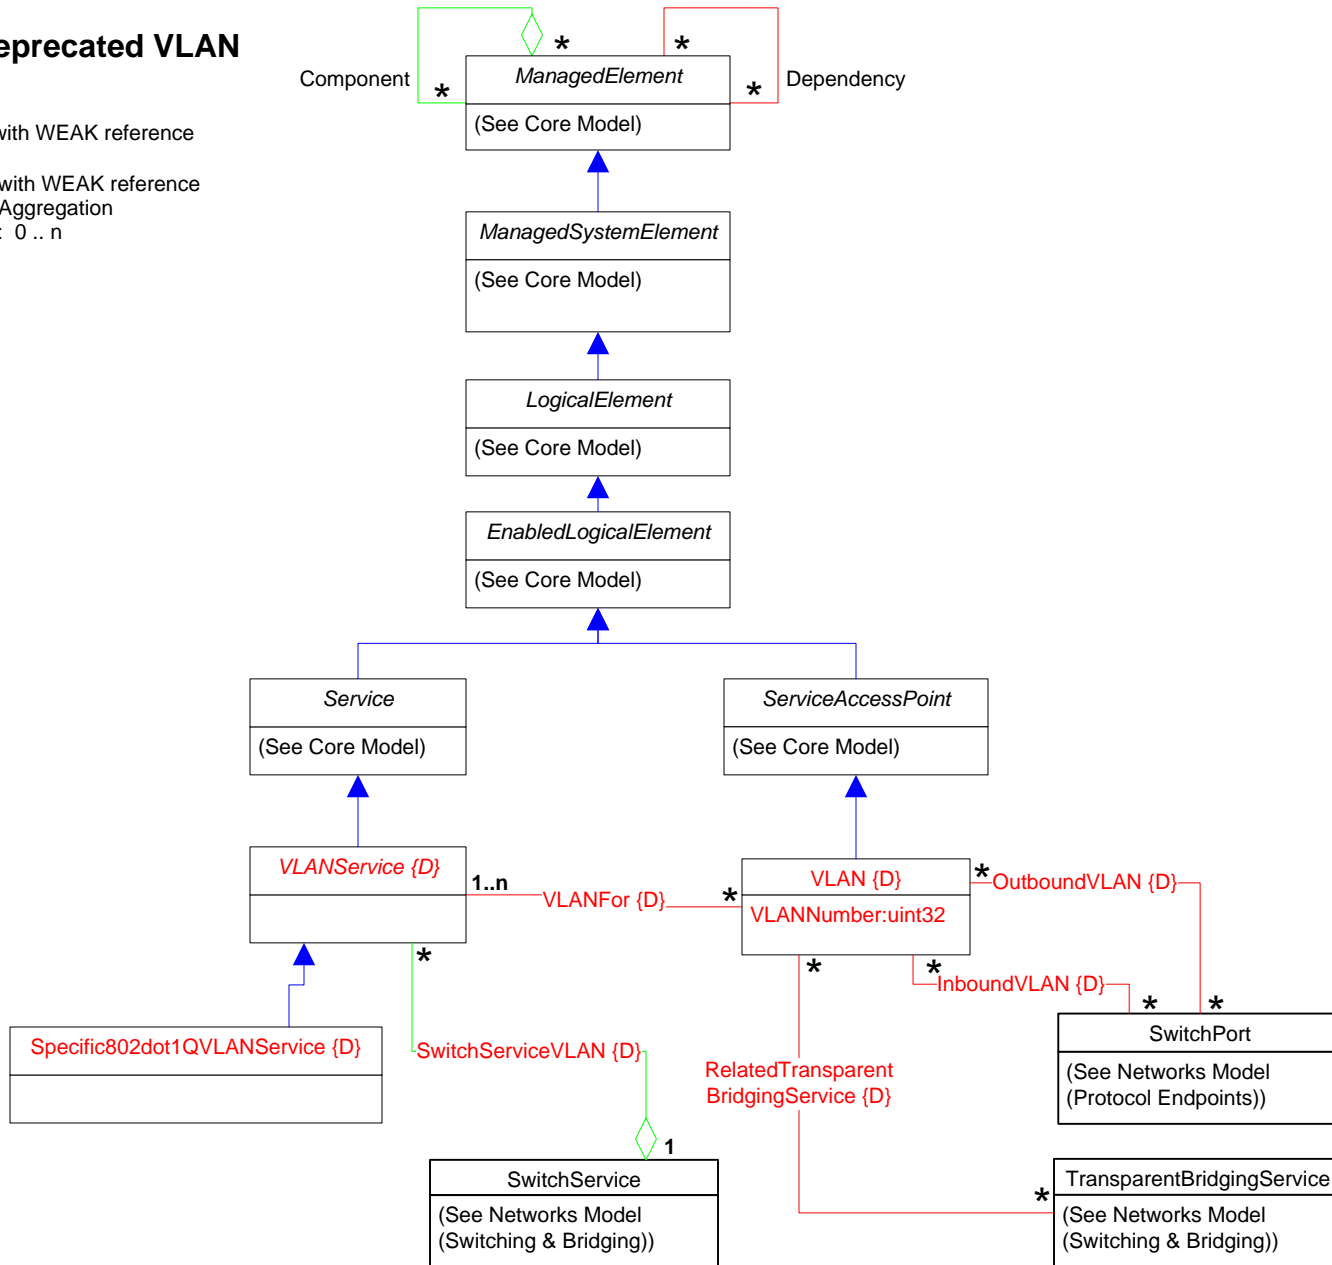 eprecated VLAN
with WEAK reference
with WEAK reference
Aggregation
: 0 .. n
Component
*
*
*
*
Dependency
ManagedElement
(See Core Model)
ManagedSystemElement
(See Core Model)
LogicalElement
(See Core Model)
EnabledLogicalElement
(See Core Model)
Service
(See Core Model)
ServiceAccessPoint
(See Core Model)
VLANService {D}
1..n
VLANFor {D}
*
VLAN {D}
VLANNumber:uint32
*
OutboundVLAN {D}
*
*
*
InboundVLAN {D}
*
*
Specific802dot1QVLANService {D}
SwitchServiceVLAN {D}
RelatedTransparent
BridgingService {D}
SwitchPort
(See Networks Model
(Protocol Endpoints))
1
SwitchService
(See Networks Model
(Switching & Bridging))
*
TransparentBridgingService
(See Networks Model
(Switching & Bridging))